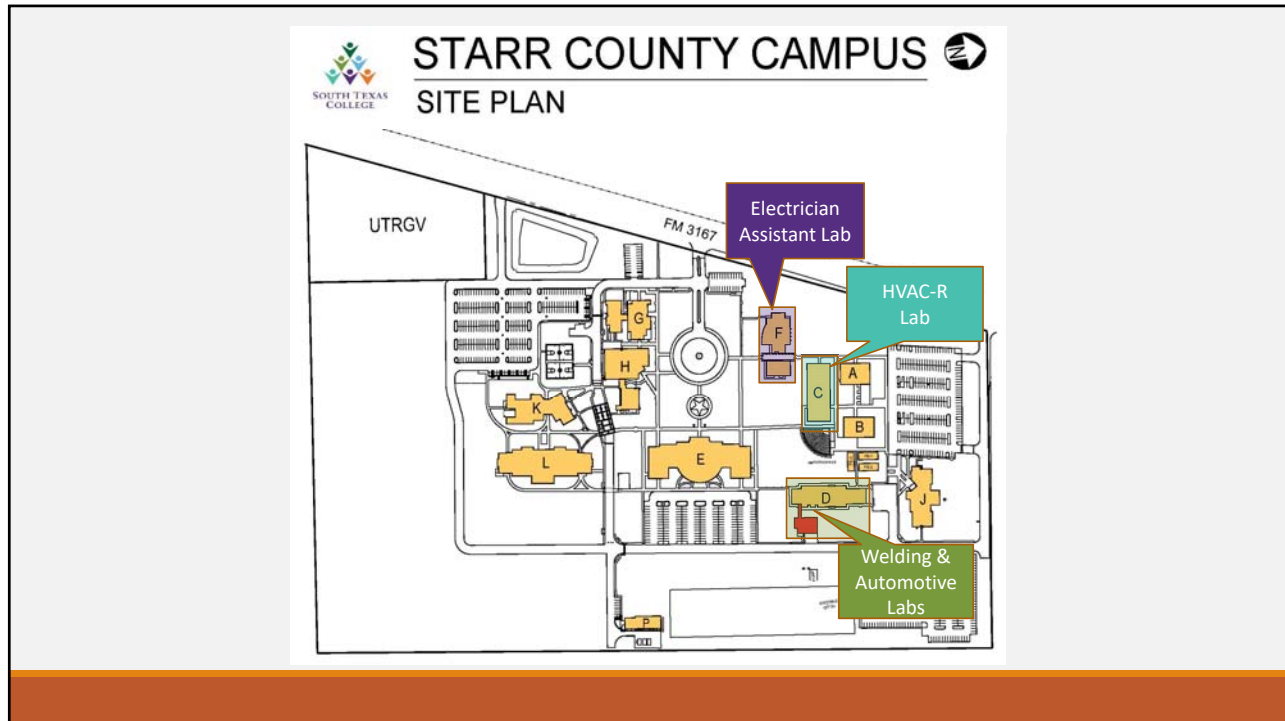 SOUTH TEXAS
COLLEGE
STARR COUNTY CAMPUS
N
SITE PLAN
UTRGV
FM 3167
Electrician
Assistant Lab
HVAC-R
Lab
G
F
H
A
C
K
B
L
E
D
J
Welding &
Automotive
Labs
P